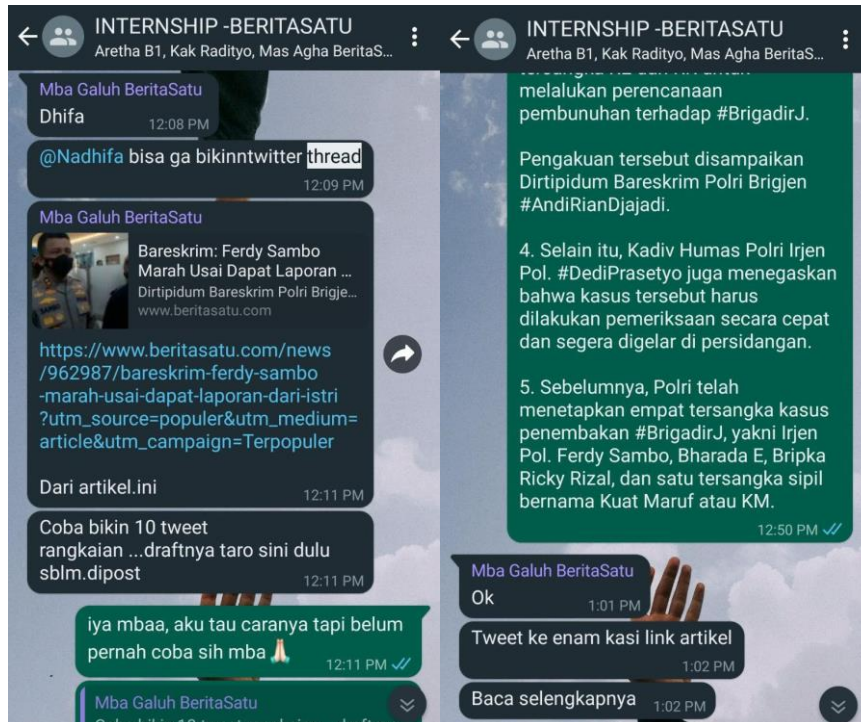 INTERNSHIP -BERITASATU
Aretha B1, Kak Radityo, Mas Agha BeritaS...
Mba Galuh BeritaSatu
Dhifa
12:08 PM
@Nadhifa bisa ga bikinntwitter thread
12:09 PM
Mba Galuh BeritaSatu
Bareskrim: Ferdy Sambo
Marah Usai Dapat Laporan ...
Dirtipidum Bareskrim Polri Brigje...
www.beritasatu.com
https://www.beritasatu.com/news
/962987/bareskrim-ferdy-sambo
-marah-usai-dapat-laporan-dari-istri
?utm_source=populer&utm_medium=
article&utm_campaign=Terpopuler
Dari artikel.ini
12:11 PM
Coba bikin 10 tweet
rangkaian ...draftnya taro sini dulu
sblm.dipost
12:11 PM
iya mbaa, aku tau caranya tapi belum
pernah coba sih mba 🙏🏻
12:11 PM
Mba Galuh BeritaSatu
INTERNSHIP -BERITASATU
Aretha B1, Kak Radityo, Mas Agha BeritaS...
melalukan perencanaan
pembunuhan terhadap #BrigadirJ.
Pengakuan tersebut disampaikan
Dirtipidum Bareskrim Polri Brigjen
#AndiRianDjajadi.
4. Selain itu, Kadiv Humas Polri Irjen
Pol. #DediPrasetyo juga menegaskan
bahwa kasus tersebut harus
dilakukan pemeriksaan secara cepat
dan segera digelar di persidangan.
5. Sebelumnya, Polri telah
menetapkan empat tersangka kasus
penembakan #BrigadirJ, yakni Irjen
Pol. Ferdy Sambo, Bharada E, Bripka
Ricky Rizal, dan satu tersangka sipil
bernama Kuat Maruf atau KM.
12:50 PM
Mba Galuh BeritaSatu
Ok
1:01 PM
Tweet ke enam kasi link artikel
1:02 PM
Baca selengkapnya
1:02 PM